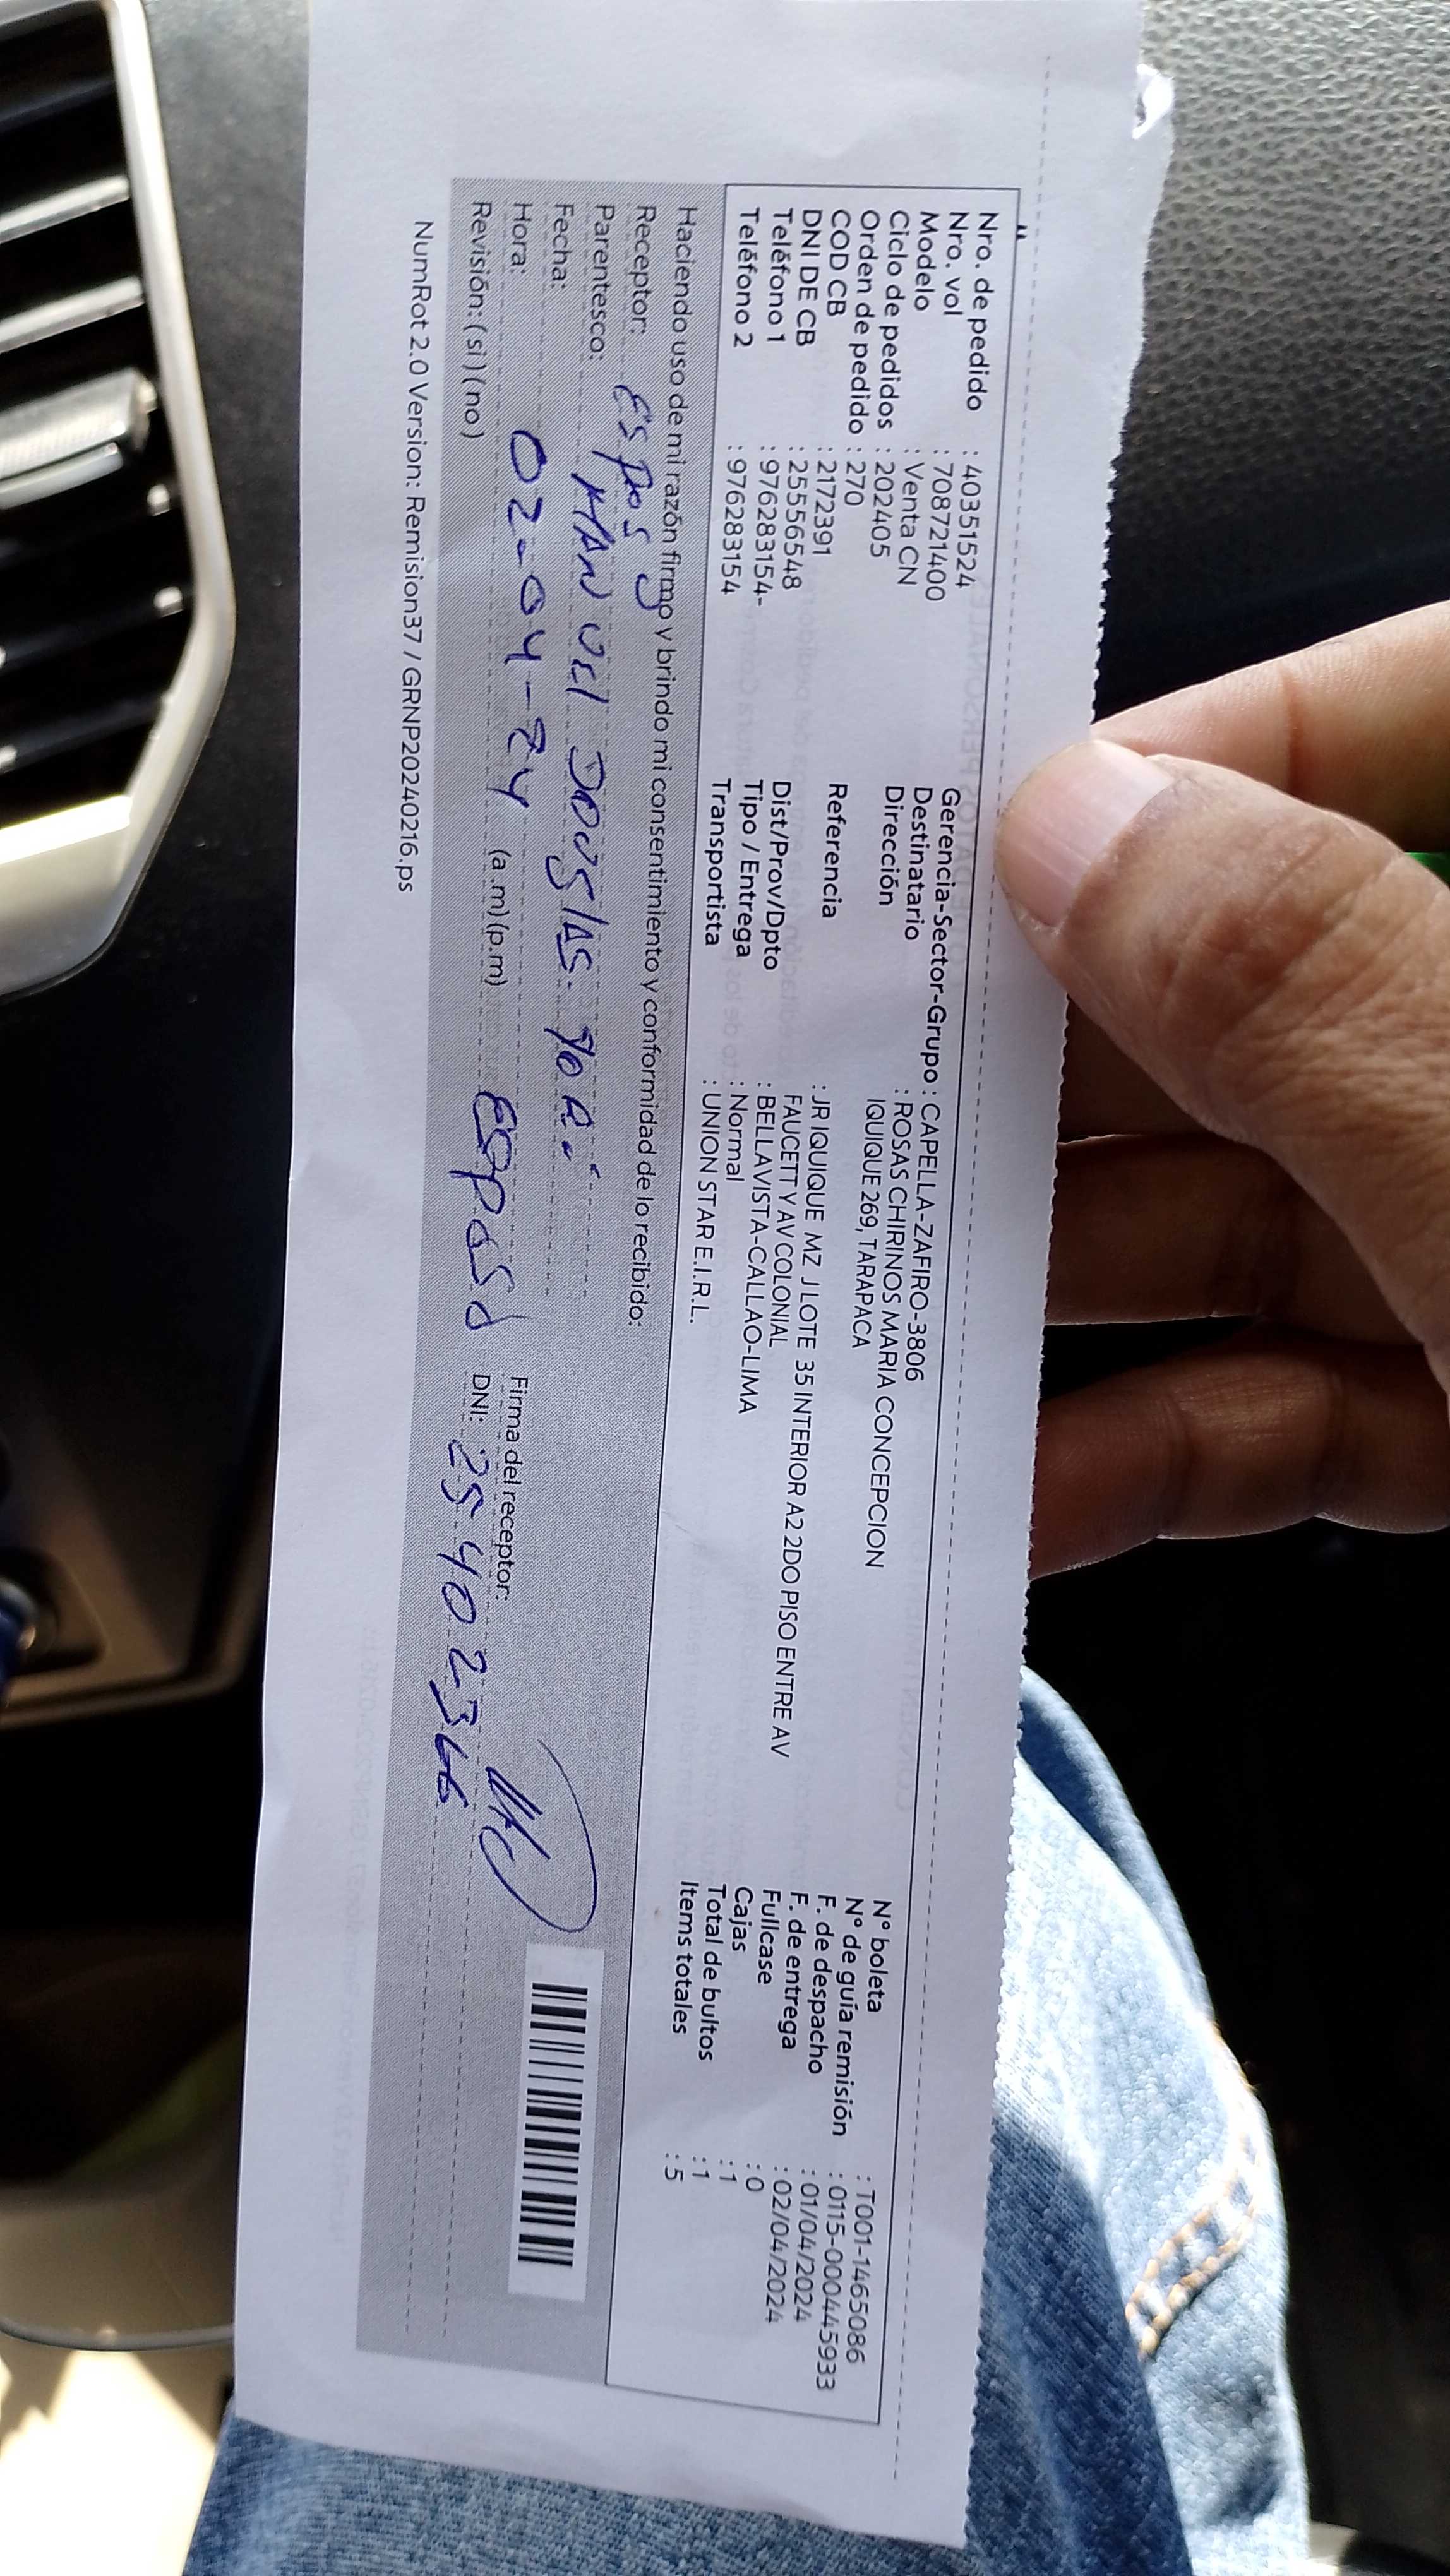 Nro. de pedido : 40351524
Nro. vol : 708721400
Modelo : Venta CN
Ciclo de pedidos : 202405
Orden de pedido : 270
COD CB : 2172391
DNI DE CB : 25556548
Teléfono 1 : 976283154-
Teléfono 2 : 976283154
Gerencia-Sector-Grupo : CAPELLA-ZAFIRO-3806
Destinatario : ROSAS CHIRINOS MARIA CONCEPCION
Dirección IQUIQUE 269, TARAPACA
Referencia : JR IQUIQUE MZ J LOTE 35 INTERIOR A2 2DO PISO ENTRE AV
FAUCETT Y AV COLONIAL
Dist/Prov/Dpto : BELLAVISTA-CALLAO-LIMA
Tipo / Entrega : Normal
Transportista : UNION STAR E.I.R.L.
N° boleta : T001-1465086
N° de guía remisión : 0115-0004445933
F. de despacho : 01/04/2024
F. de entrega : 02/04/2024
Fullcase : 0
Cajas : 1
Total de bultos : 1
Items totales : 5
Haciendo uso de mi razón firmo y brindo mi consentimiento y conformidad de lo recibido:
Receptor:
Parentesco: MANUEL DOUGLAS
Fecha: 02-04-24
Hora: (a .m) (p.m) Firma del receptor:
Revisión: (si) (no) DNI: 25402366
NumRot 2.0 Version: Remision37 / GRNP20240216.ps